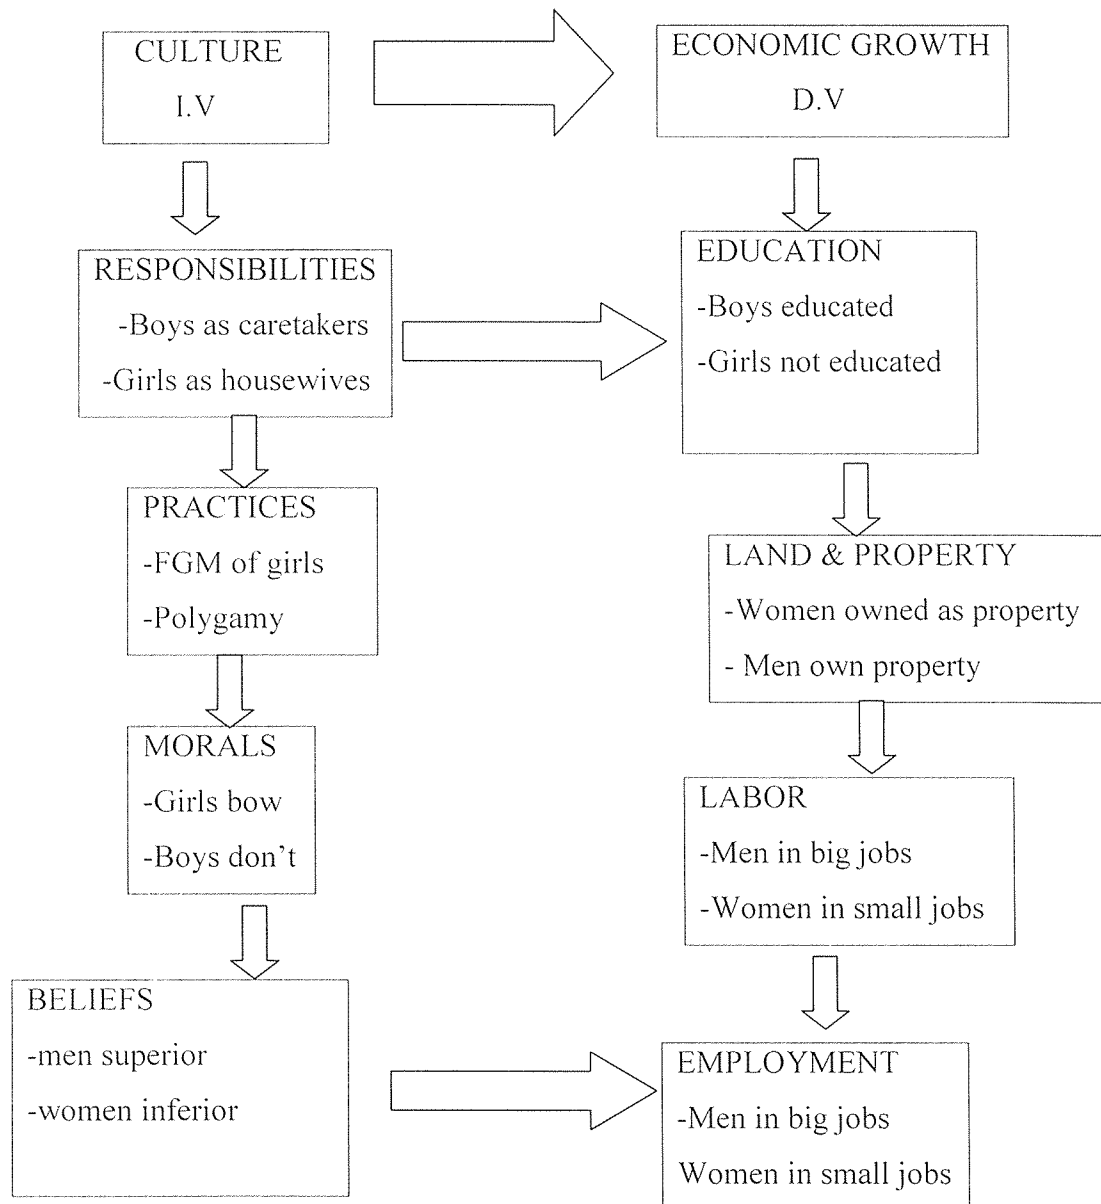 CULTURE
I.V
ECONOMIC GROWTH
D.V
RESPONSIBILITIES
-Boys as caretakers
-Girls as housewives
EDUCATION
-Boys educated
-Girls not educated
PRACTICES
-FGM of girls
-Polygamy
LAND & PROPERTY
-Women owned as property
- Men own property
MORALS
-Girls bow
-Boys don't
LABOR
-Men in big jobs
-Women in small jobs
BELIEFS
-men superior
-women inferior
EMPLOYMENT
-Men in big jobs
Women in small jobs